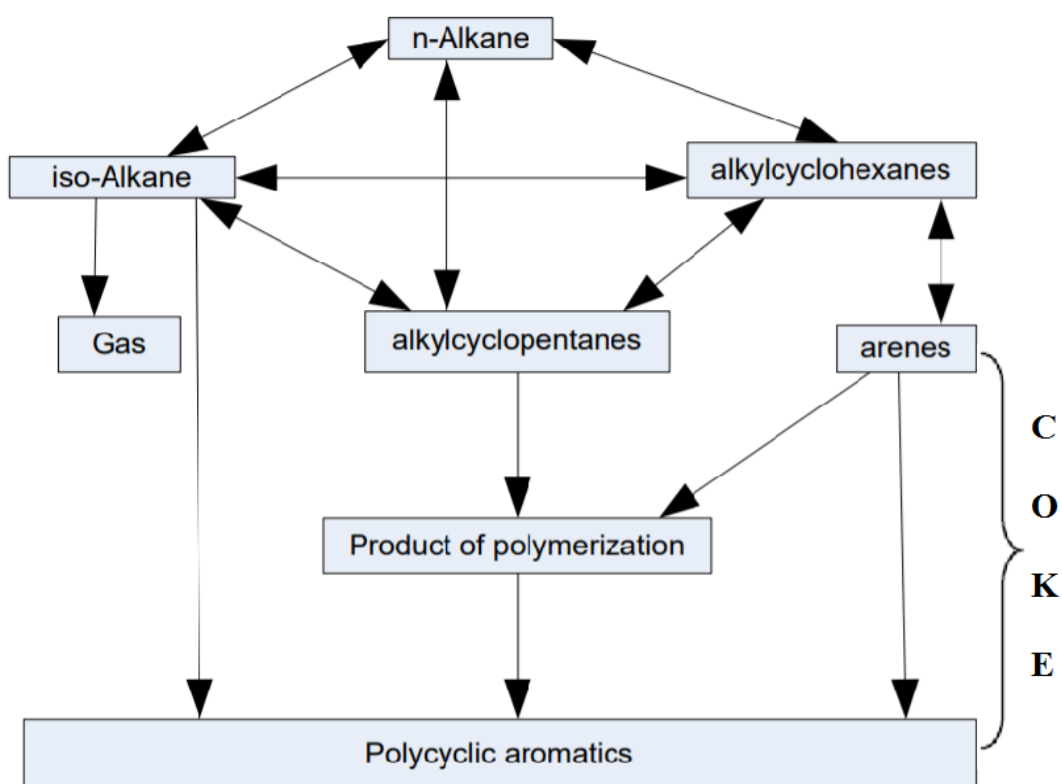 n-Alkane
iso-Alkane
alkylcyclohexanes
Gas
alkylcyclopentanes
arenes
C
O
K
E
Product of polymerization
Polycyclic aromatics